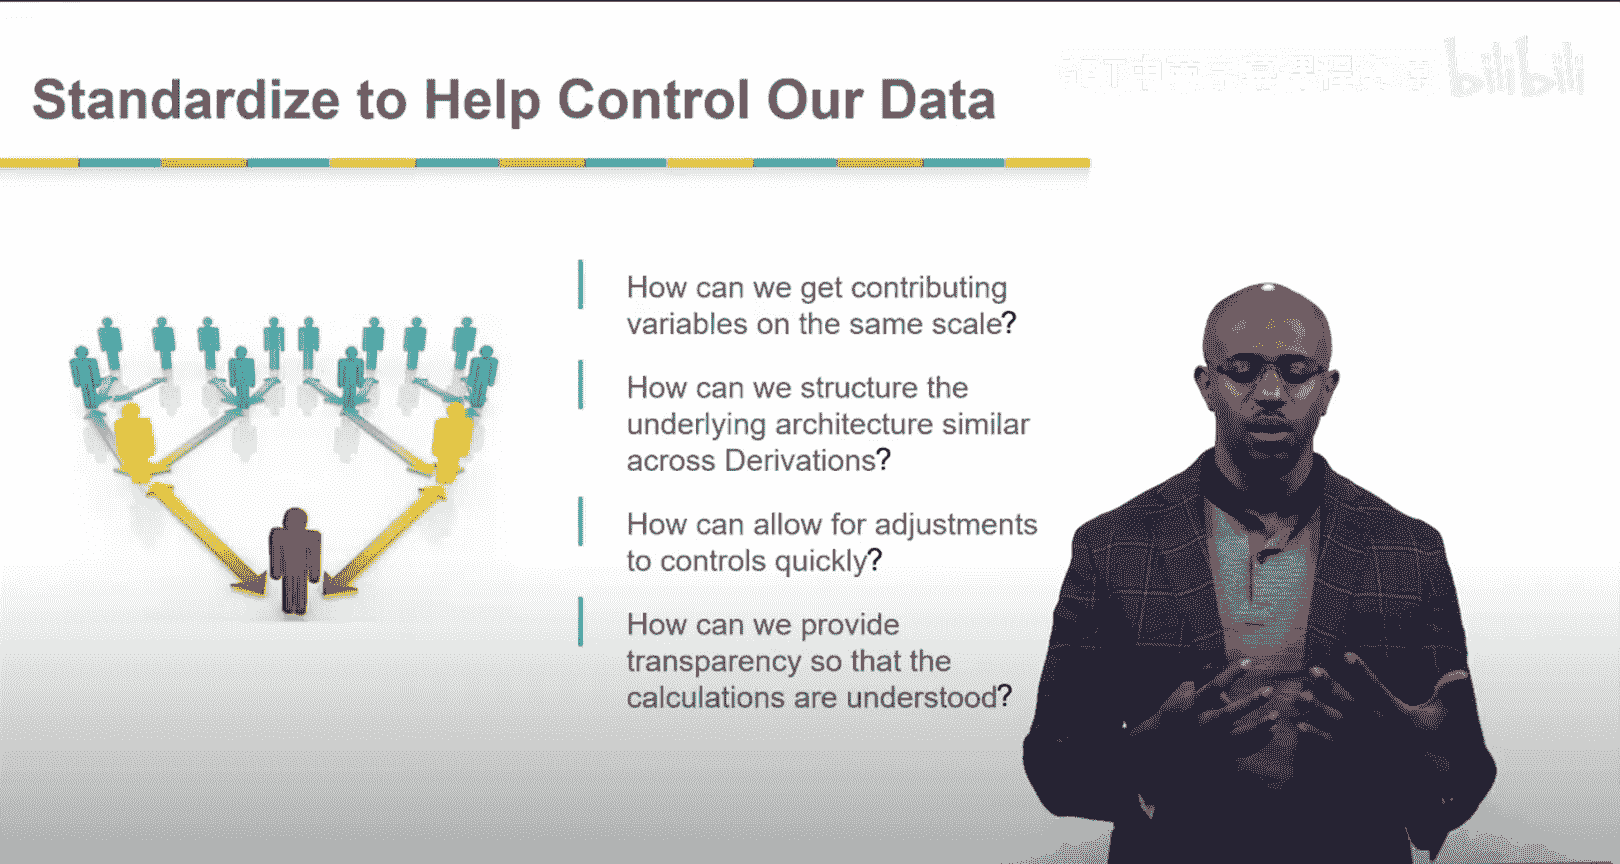 Standardize to Help Control Our Data
bilibili
How can we get contributing
variables on the same scale?
How can we structure the
underlying architecture similar
across Derivations?
How can allow for adjustments
to controls quickly?
How can we provide
transparency so that the
calculations are understood?